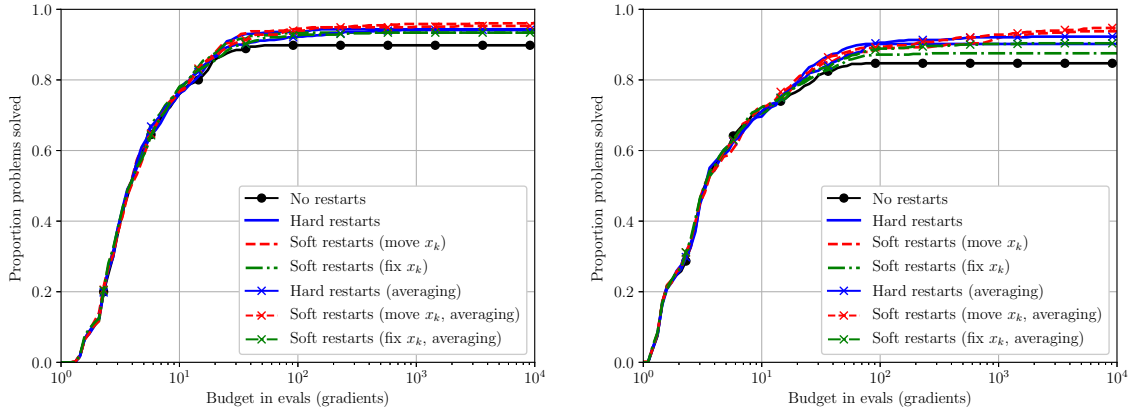 1.0
0.8
0.6
0.4
0.2
0.0
Proportion problems solved
No restarts
Hard restarts
Soft restarts (move x_k)
Soft restarts (fix x_k)
Hard restarts (averaging)
Soft restarts (move x_k, averaging)
Soft restarts (fix x_k, averaging)
10^0 10^1 10^2 10^3 10^4
Budget in evals (gradients)
1.0
0.8
0.6
0.4
0.2
0.0
Proportion problems solved
No restarts
Hard restarts
Soft restarts (move x_k)
Soft restarts (fix x_k)
Hard restarts (averaging)
Soft restarts (move x_k, averaging)
Soft restarts (fix x_k, averaging)
10^0 10^1 10^2 10^3 10^4
Budget in evals (gradients)